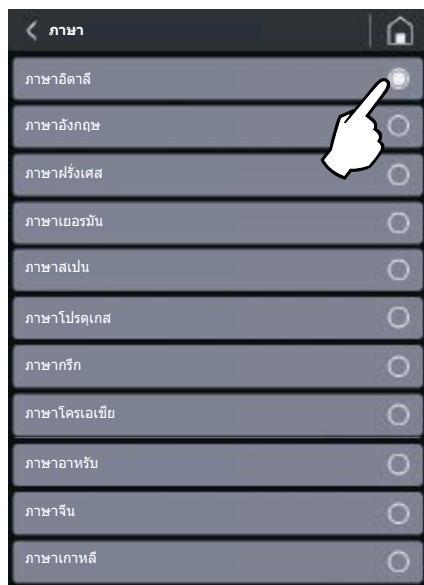 ภาษา
ภาษาอิตาลี
ภาษาอังกฤษ
ภาษาฝรั่งเศส
ภาษาเยอรมัน
ภาษาสเปน
ภาษาโปรตุเกส
ภาษากรีก
ภาษาโครเอเชีย
ภาษาอาหรับ
ภาษาจีน
ภาษาเกาหลี